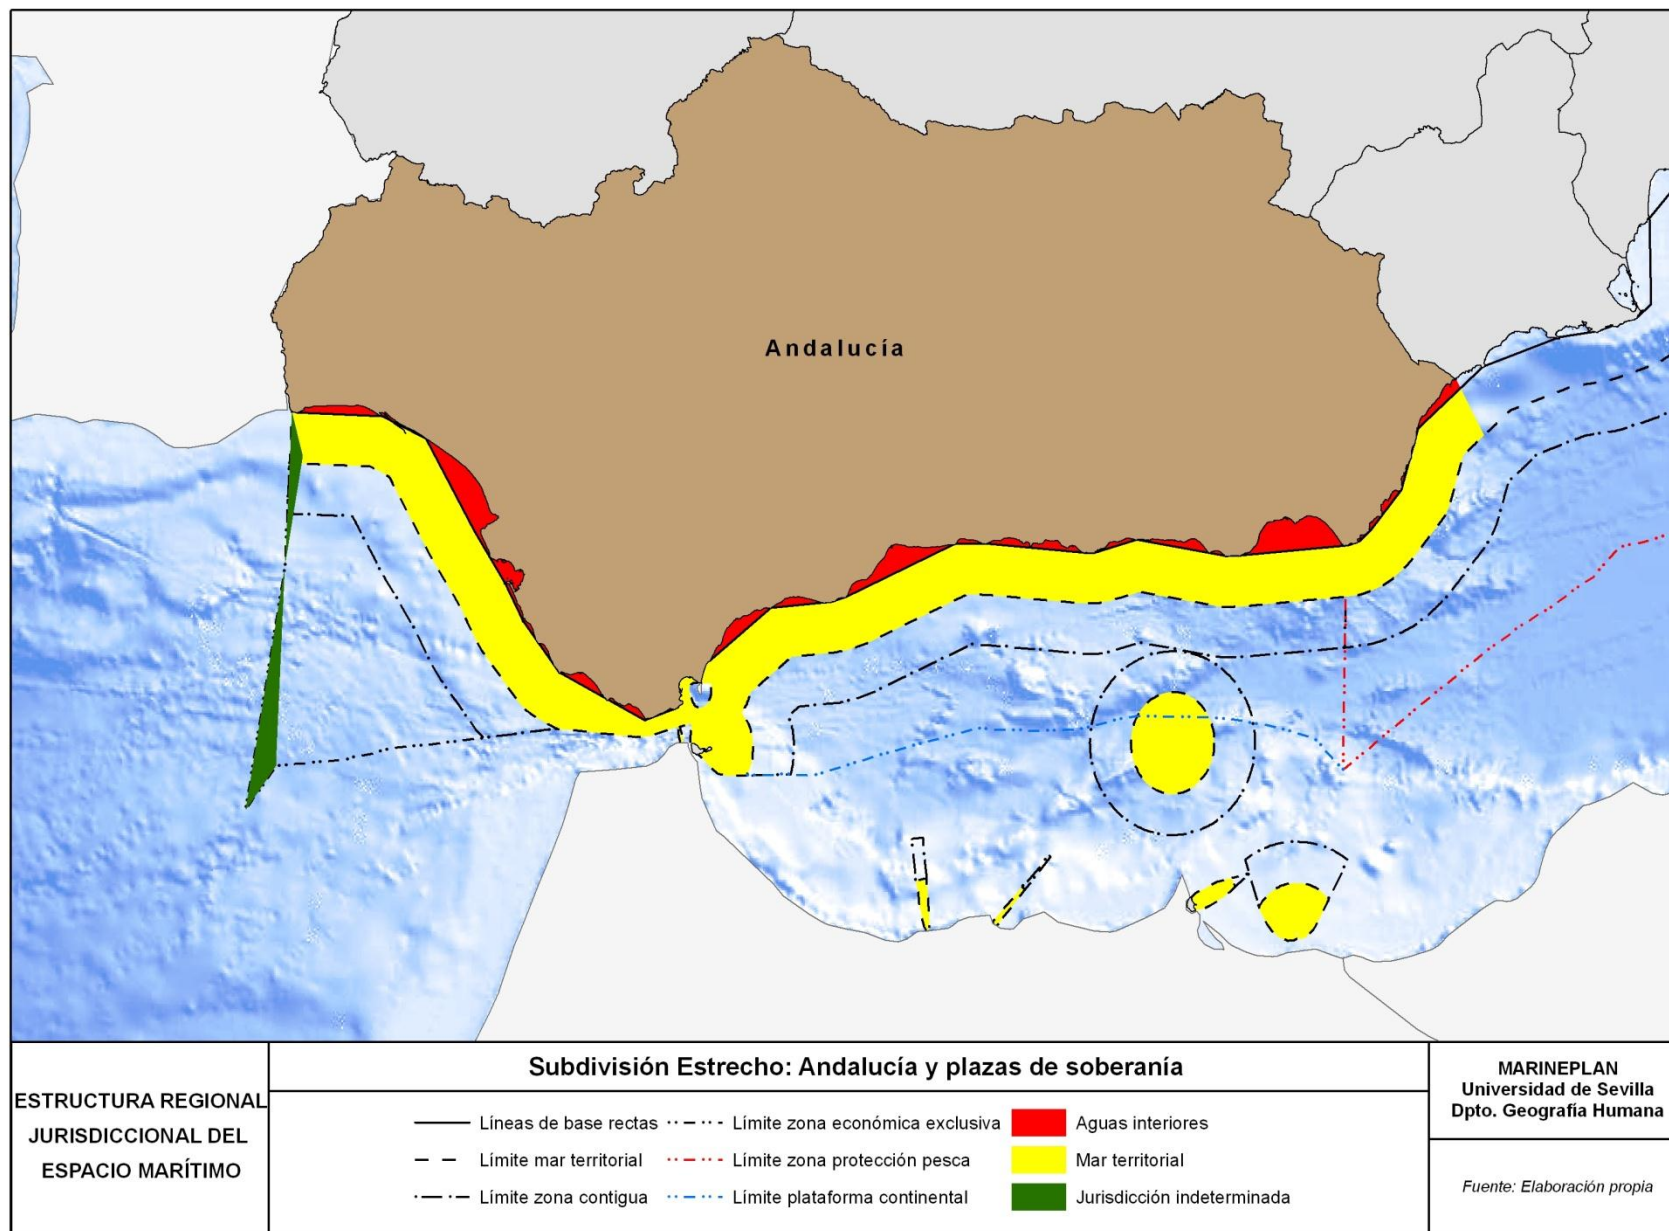 Andalucía
ESTRUCTURA REGIONAL
JURISDICCIONAL DEL
ESPACIO MARÍTIMO
Subdivisión Estrecho: Andalucía y plazas de soberanía
Líneas de base rectas
Límite mar territorial
Límite zona contigua
Límite zona económica exclusiva
Límite zona protección pesca
Límite plataforma continental
Aguas interiores
Mar territorial
Jurisdicción indeterminada
MARINEPLAN
Universidad de Sevilla
Dpto. Geografía Humana
Fuente: Elaboración propia